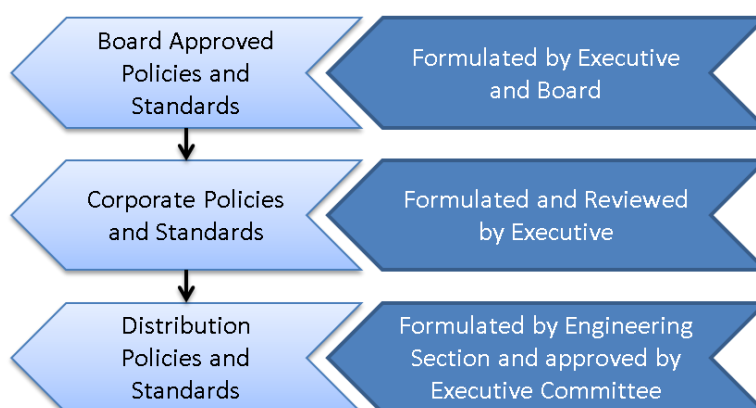 Board Approved
Policies and
Standards
Formulated by Executive
and Board
Corporate Policies
and Standards
Formulated and Reviewed
by Executive
Distribution
Policies and
Standards
Formulated by Engineering
Section and approved by
Executive Committee